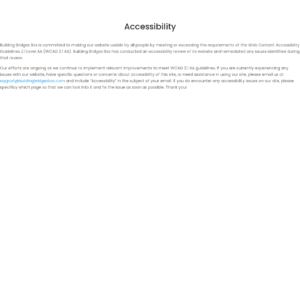 Accessibility
Building Bridges Box is committed to making our website usable by all people by meeting or exceeding the requirements of the Web Content Accessibility
Guidelines 2.1 Level AA (WCAG 2.1 AA). Building Bridges Box has conducted an accessibility review of its website and remediated any issues identified during
that review.
Our efforts are ongoing as we continue to implement relevant improvements to meet WCAG 2.1 AA guidelines. If you are currently experiencing any
issues with our website, have specific questions or concerns about accessibility of this site, or need assistance in using our site, please email us at
support@buildingbridgesbox.com and include "Accessibility" in the subject of your email. If you do encounter any accessibility issues on our site, please
specify which page so that we can look into it and fix the issue as soon as possible. Thank you!